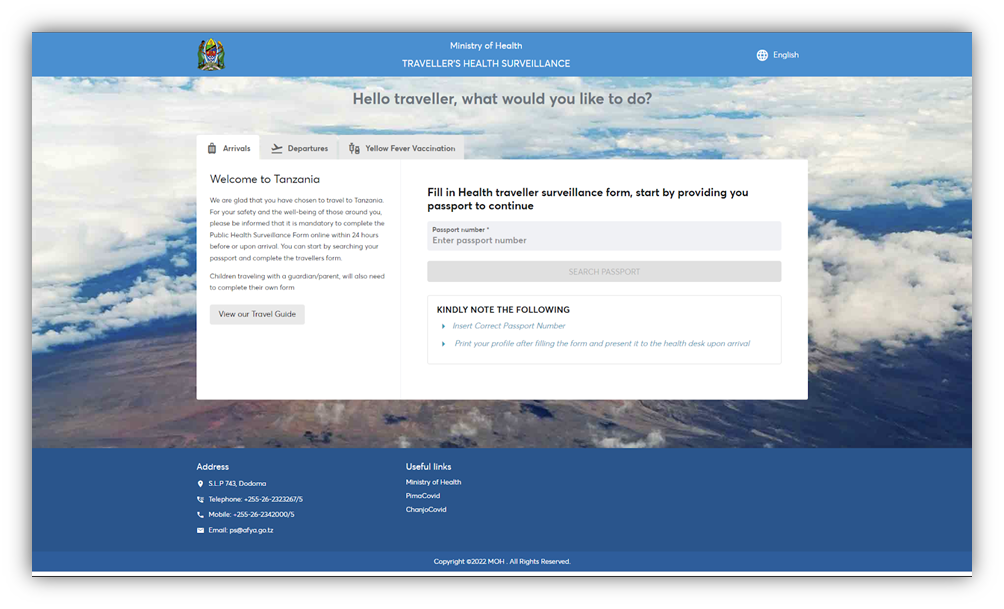 Ministry of Health
TRAVELLER'S HEALTH SURVEILLANCE
English
Hello traveller, what would you like to do?
Arrivals
Departures
Yellow Fever Vaccination
Welcome to Tanzania
We are glad that you have chosen to travel to Tanzania.
For your safety and the well-being of those around you,
please be informed that it is mandatory to complete the
Public Health Surveillance Form online within 24 hours
before or upon arrival. You can start by searching your
passport and complete the travellers form.
Children traveling with a guardian/parent, will also need
to complete their own form
View our Travel Guide
Fill in Health traveller surveillance form, start by providing you
passport to continue
Passport number *
Enter passport number
SEARCH PASSPORT
KINDLY NOTE THE FOLLOWING
Insert Correct Passport Number
Print your profile after filling the form and present it to the health desk upon arrival
Address
S.L.P 743, Dodoma
Telephone: +255-26-2323267/5
Mobile: +255-26-2342000/5
Email: ps@afya.go.tz
Useful links
Ministry of Health
PimaCovid
ChanjoCovid
Copyright ©2022 MOH . All Rights Reserved.